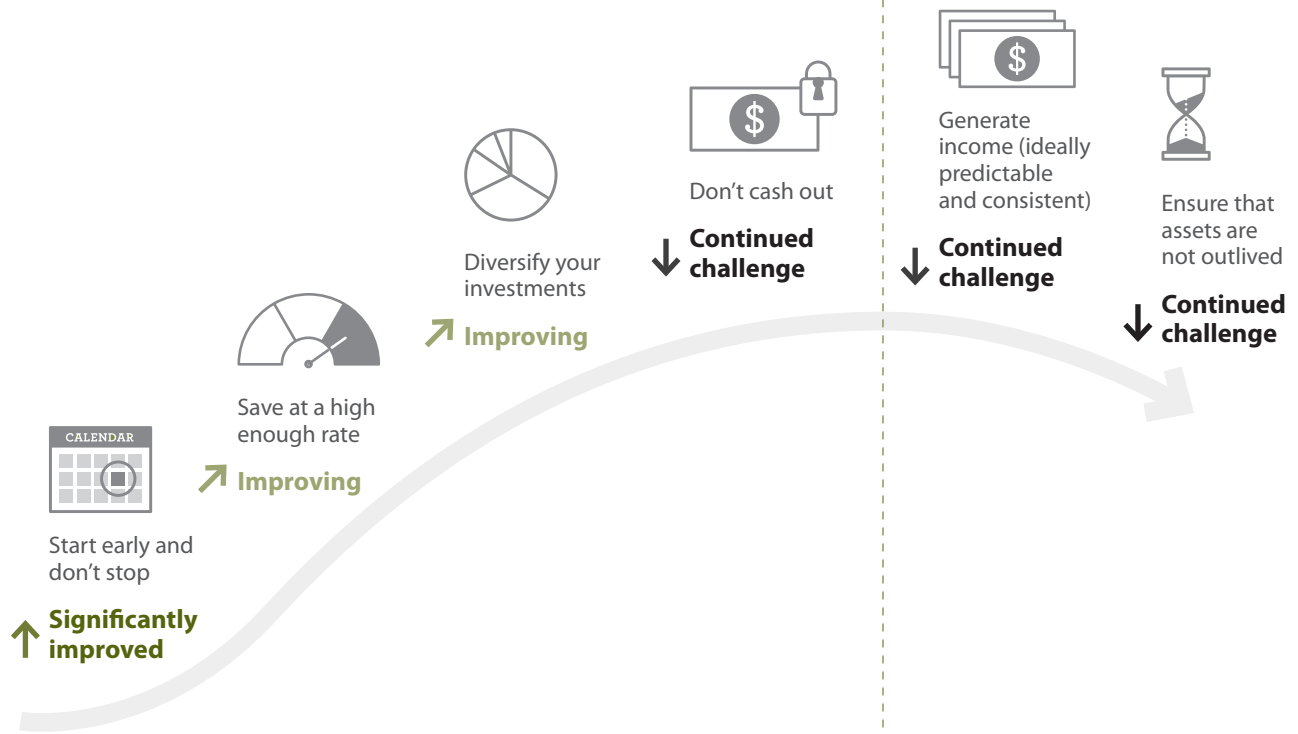 CALENDAR
Start early and
don’t stop
Significantly
improved
Save at a high
enough rate
Improving
Diversify your
investments
Improving
$
Don’t cash out
Continued
challenge
$
Generate
income (ideally
predictable
and consistent)
Continued
challenge
Ensure that
assets are
not outlived
Continued
challenge